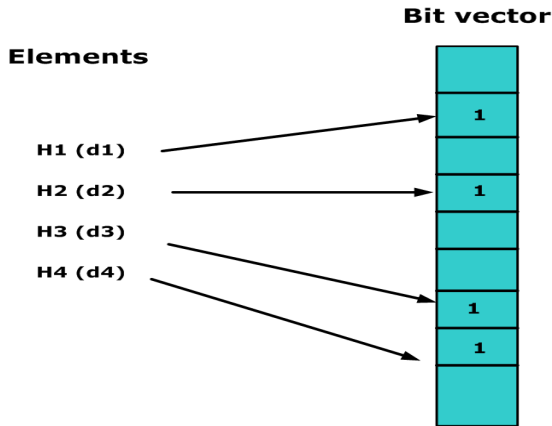 Bit vector
Elements
1
H1 (d1)
H2 (d2)
1
H3 (d3)
H4 (d4)
1
1